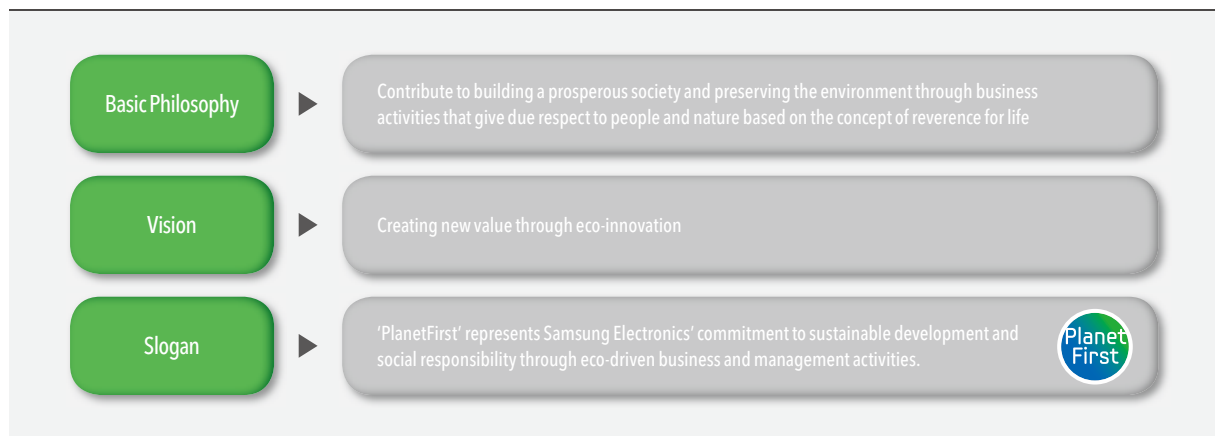 Basic Philosophy
Contribute to building a prosperous society and preserving the environment through business
activities that give due respect to people and nature based on the concept of reverence for life
Vision
Creating new value through eco-innovation
Slogan
‘PlanetFirst’ represents Samsung Electronics’ commitment to sustainable development and
social responsibility through eco-driven business and management activities.
Planet
First